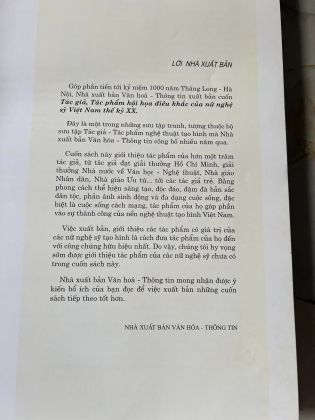 LỜI NHÀ XUẤT BẢN
Góp phần tiến tới kỷ niệm 1000 năm Thăng Long - Hà
Nội, Nhà xuất bản Văn hoá - Thông tin xuất bản cuốn
Tác giả, Tác phẩm hội họa điêu khắc của nữ nghệ
sỹ Việt Nam thế kỷ XX.
Đây là một trong những sưu tập tranh, tượng thuộc bộ
sưu tập Tác giả - Tác phẩm nghệ thuật tạo hình mà Nhà
xuất bản Văn hóa - Thông tin công bố nhiều năm qua.
Cuốn sách này giới thiệu tác phẩm của hơn một trăm
tác giả, từ tác giả đạt giải thưởng Hồ Chí Minh, giải
thưởng Nhà nước về Văn học - Nghệ thuật, Nhà giáo
Nhân dân, Nhà giáo Ưu tú... tới các tác giả trẻ. Bằng
phong cách thể hiện sáng tạo, độc đáo, đậm đà bản sắc
dân tộc, phản ánh sinh động và đa dạng cuộc sống, đặc
biệt là cuộc sống cách mạng, tác phẩm của họ góp phần
vào sự thành công của nền nghệ thuật tạo hình Việt Nam.
Việc xuất bản, giới thiệu các tác phẩm có giá trị của
các nữ nghệ sỹ tạo hình là cách đưa tác phẩm của họ đến
với công chúng hữu hiệu nhất. Do vậy, chúng tôi hy vọng
sớm được giới thiệu tác phẩm của các nữ nghệ sỹ chưa có
trong cuốn sách này.
Nhà xuất bản Văn hoá - Thông tin mong nhận được ý
kiến bổ ích của bạn đọc để việc xuất bản những cuốn
sách tiếp theo tốt hơn.
NHÀ XUẤT BẢN VĂN HÓA - THÔNG TIN